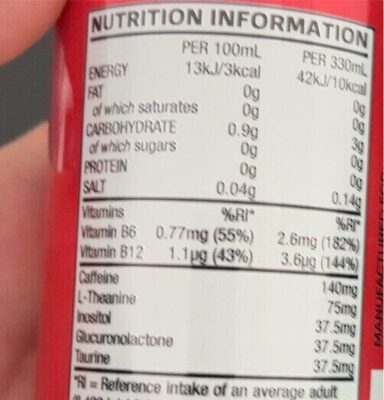 NUTRITION INFORMATION
PER 100mL PER 330mL
ENERGY 13kJ/3kcal 42kJ/10kcal
FAT 0g 0g
of which saturates 0g 0g
CARBOHYDRATE 0.9g 3g
of which sugars 0g 0g
PROTEIN 0g 0g
SALT 0.04g 0.14g
Vitamins %RI* %RI*
Vitamin B6 0.77mg (55%) 2.6mg (182%)
Vitamin B12 1.1µg (43%) 3.6µg (144%)
Caffeine 140mg
L-Theanine 75mg
Inositol 37.5mg
Glucuronolactone 37.5mg
Taurine 37.5mg
*RI = Reference intake of an average adult